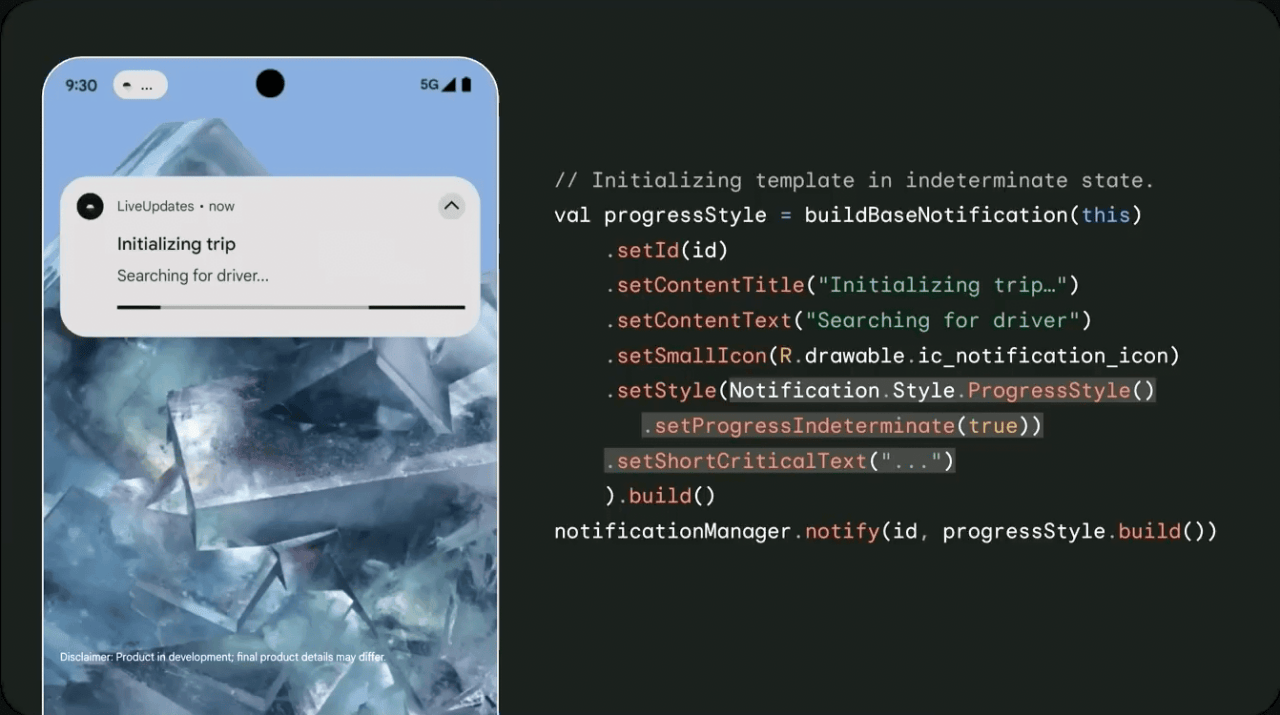 9:30
...
5G
LiveUpdates • now
Initializing trip
Searching for driver...
Disclaimer: Product in development; final product details may differ.
// Initializing template in indeterminate state.
val progressStyle = buildBaseNotification(this)
    .setId(id)
    .setContentTitle("Initializing trip…")
    .setContentText("Searching for driver")
    .setSmallIcon(R.drawable.ic_notification_icon)
    .setStyle(Notification.Style.ProgressStyle()
       .setProgressIndeterminate(true))
    .setShortCriticalText("...")
    ).build()
notificationManager.notify(id, progressStyle.build())